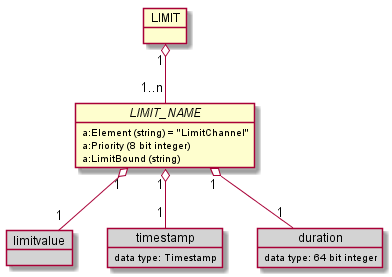 LIMIT
1
1..n
LIMIT_NAME
a:Element (string) = "LimitChannel"
a:Priority (8 bit integer)
a:LimitBound (string)
1 1 1
1 1 1
limitvalue
timestamp
data type: Timestamp
duration
data type: 64 bit integer